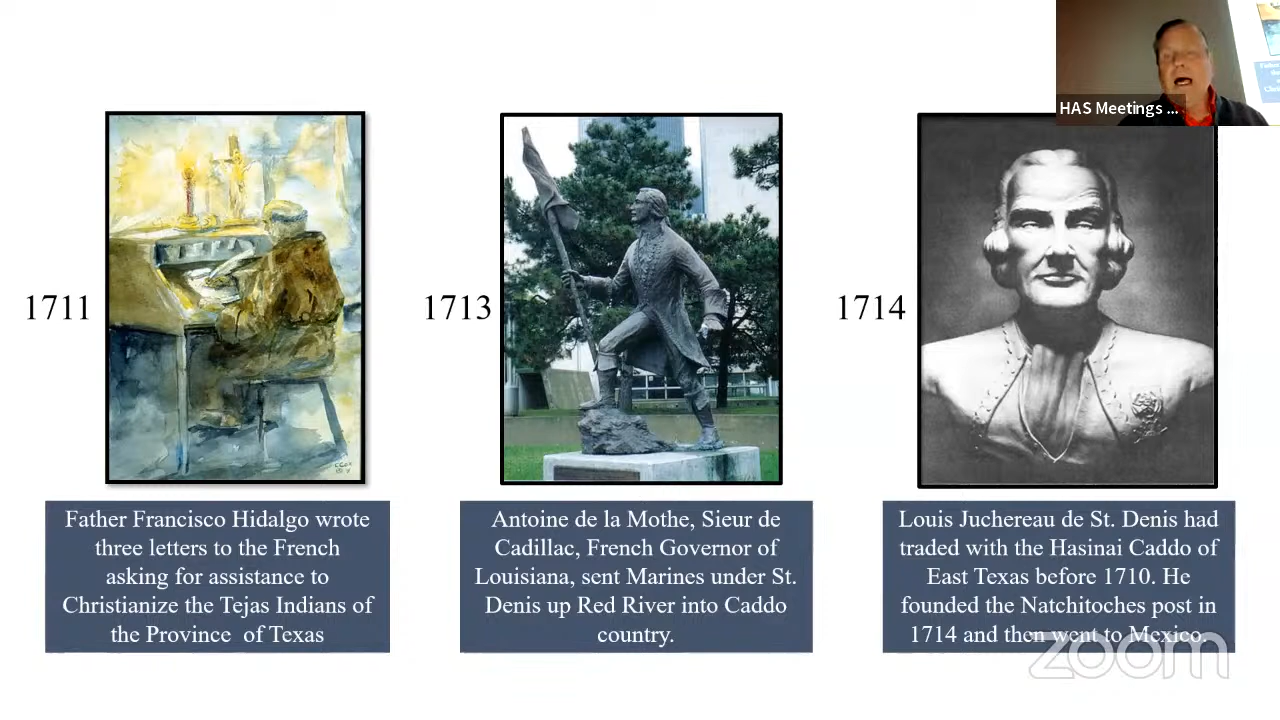 HAS Meetings ...
1711
Father Francisco Hidalgo wrote
three letters to the French
asking for assistance to
Christianize the Tejas Indians of
the Province  of Texas
1713
Antoine de la Mothe, Sieur de
Cadillac, French Governor of
Louisiana, sent Marines under St.
Denis up Red River into Caddo
country.
1714
Louis Juchereau de St. Denis had
traded with the Hasinai Caddo of
East Texas before 1710. He
founded the Natchitoches post in
1714 and then went to Mexico.
zoom